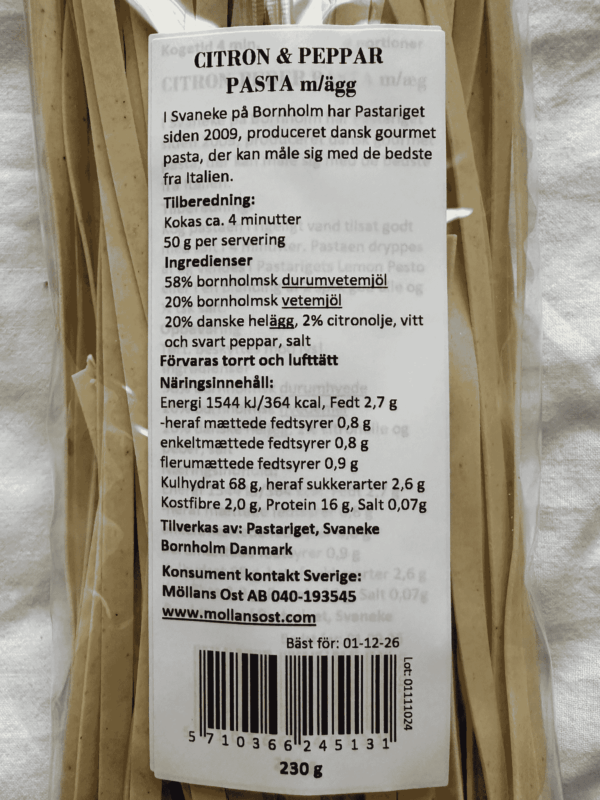 CITRON & PEPPAR
PASTA m/ägg
I Svaneke på Bornholm har Pastariget
siden 2009, produceret dansk gourmet
pasta, der kan måle sig med de bedste
fra Italien.
Tilberedning:
Kokas ca. 4 minutter
50 g per servering
Ingredienser
58% bornholmsk durumvetemjöl
20% bornholmsk vetemjöl
20% danske helägg, 2% citronolje, vitt
och svart peppar, salt
Förvaras torrt och lufttätt
Näringsinnehåll:
Energi 1544 kJ/364 kcal, Fedt 2,7 g
-heraf mættede fedtsyrer 0,8 g
enkeltmættede fedtsyrer 0,8 g
flerumættede fedtsyrer 0,9 g
Kulhydrat 68 g, heraf sukkerarter 2,6 g
Kostfibre 2,0 g, Protein 16 g, Salt 0,07g
Tilverkas av: Pastariget, Svaneke
Bornholm Danmark
Konsument kontakt Sverige:
Möllans Ost AB 040-193545
www.mollansost.com
Bäst för: 01-12-26
Lot: 01111024
5 710366 245131
230 g